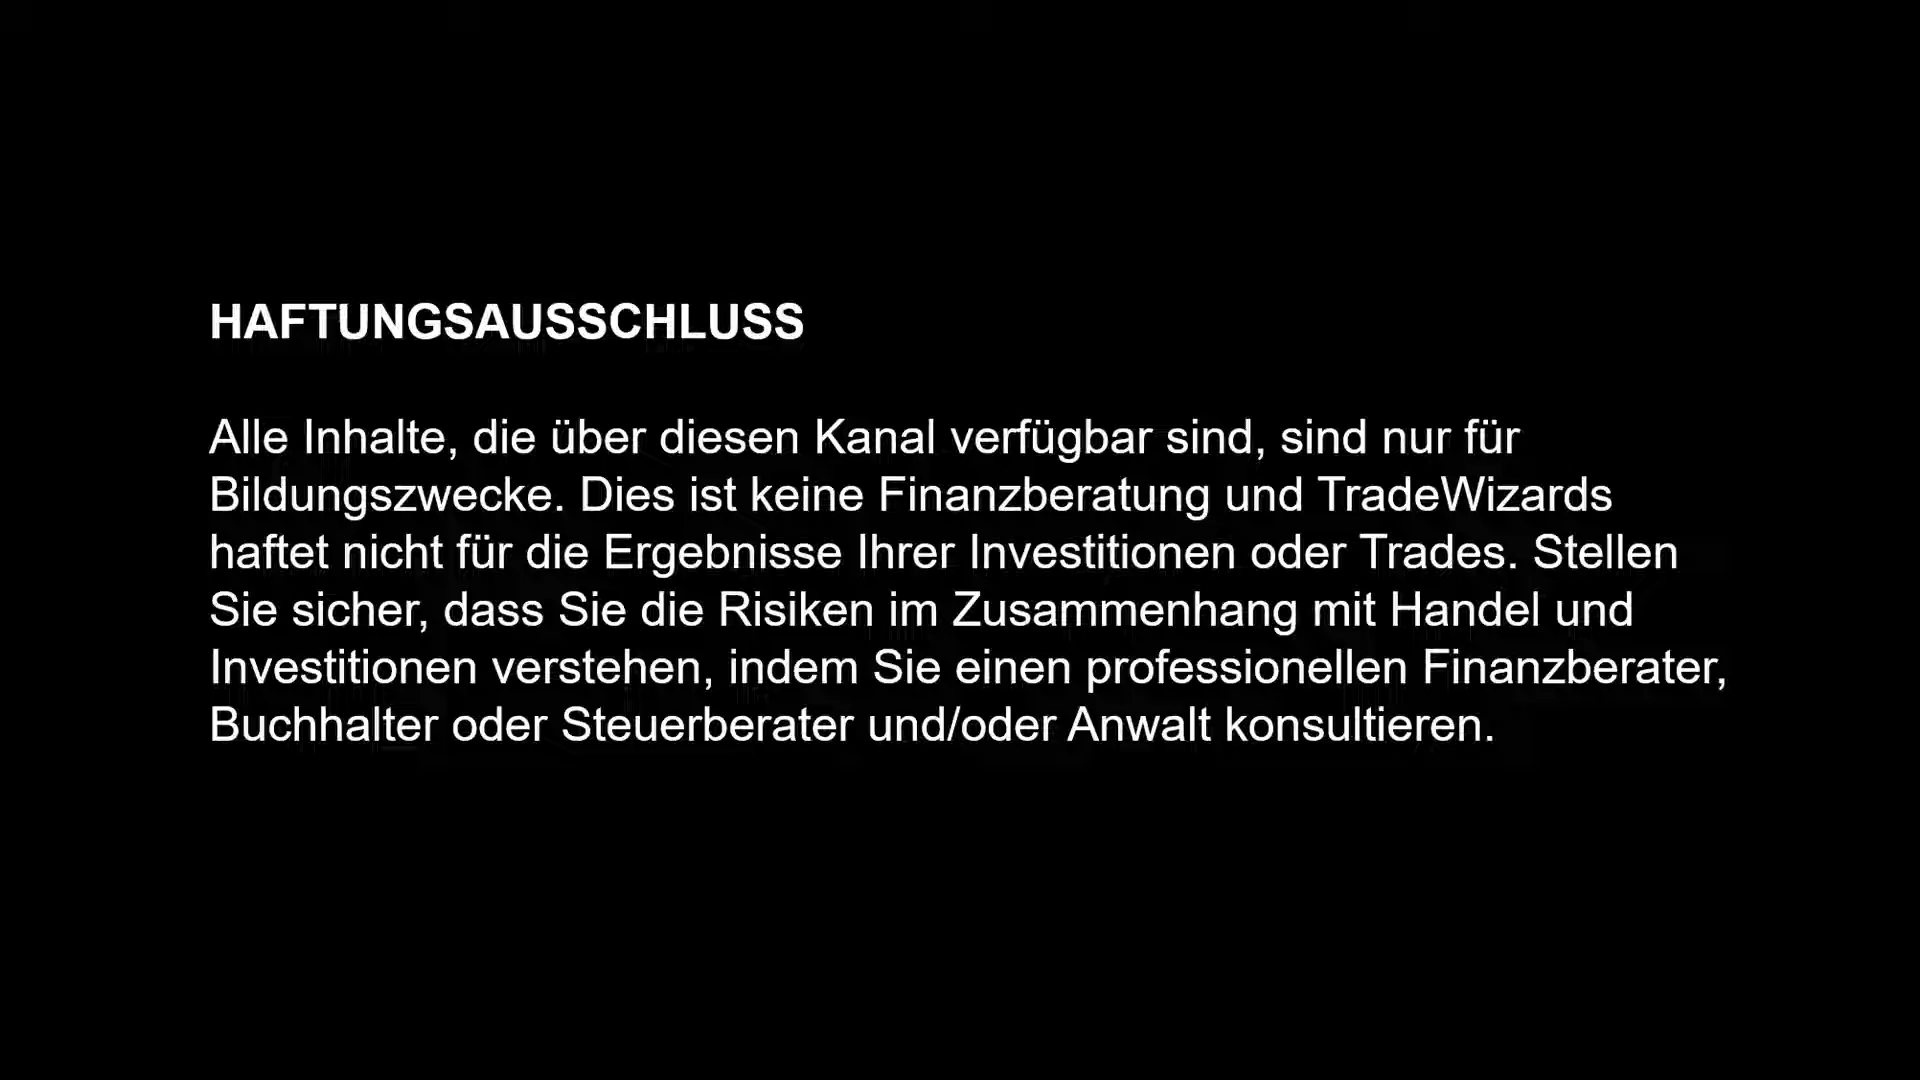 HAFTUNGSAUSSCHLUSS
Alle Inhalte, die über diesen Kanal verfügbar sind, sind nur für
Bildungszwecke. Dies ist keine Finanzberatung und TradeWizards
haftet nicht für die Ergebnisse Ihrer Investitionen oder Trades. Stellen
Sie sicher, dass Sie die Risiken im Zusammenhang mit Handel und
Investitionen verstehen, indem Sie einen professionellen Finanzberater,
Buchhalter oder Steuerberater und/oder Anwalt konsultieren.